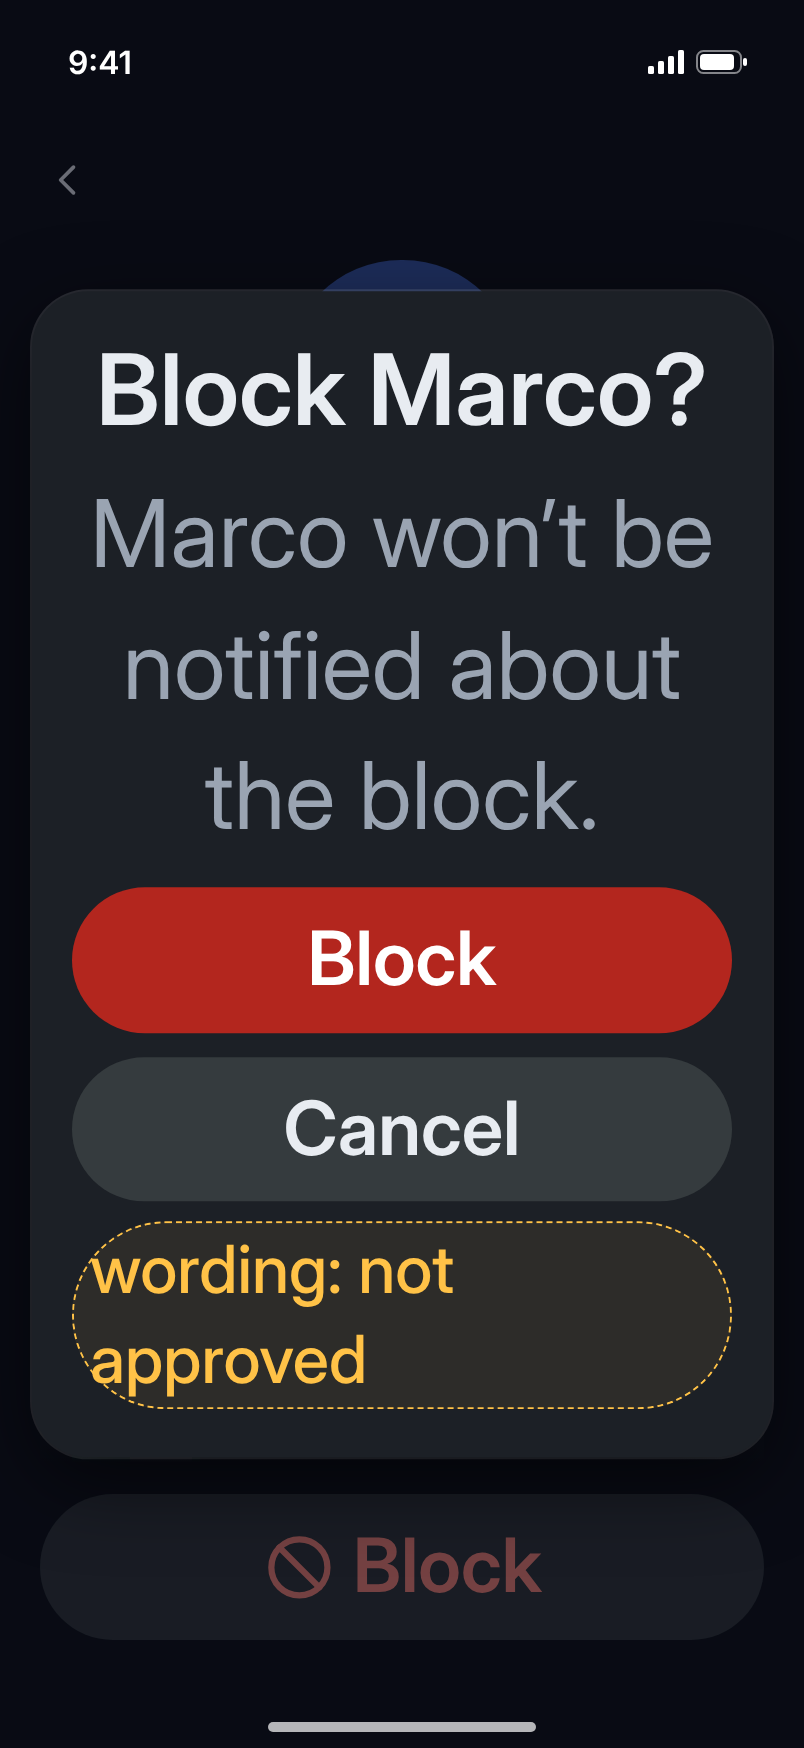 9:41
Block Marco?
Marco won’t be
notified about
the block.
Block
Cancel
wording: not
approved
Block